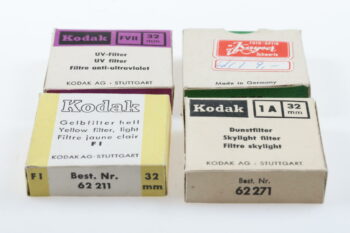 Kodak FVII 32 mm
UV-Filter
UV filter
Filtre anti-ultraviolet
KODAK AG · STUTTGART
FOTO-OPTIK
Made in Germany
Kodak
Gelbfilter hell
Yellow filter, light
Filtre jaune clair
F I
KODAK AG · STUTTGART
F I Best. Nr. 62 211 32 mm
Kodak 1A 32 mm
Dunstfilter
Skylight filter
Filtre skylight
KODAK AG · STUTTGART
Best. Nr.
62 271